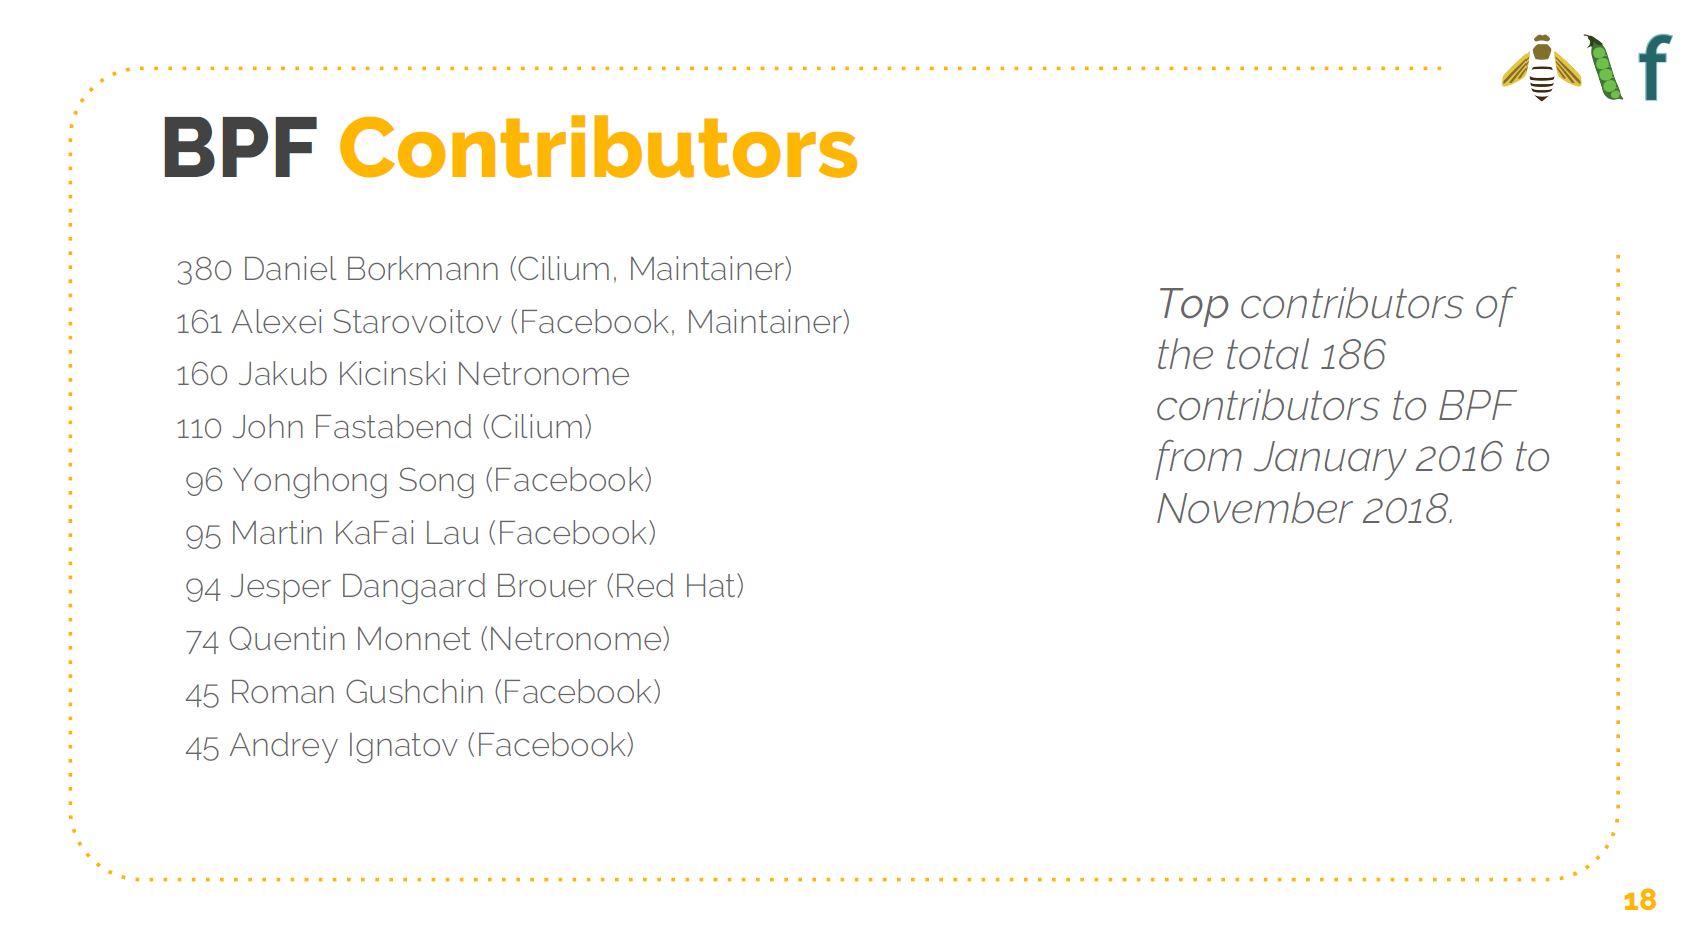 BPF Contributors
380 Daniel Borkmann (Cilium, Maintainer)
161 Alexei Starovoitov (Facebook, Maintainer)
160 Jakub Kicinski Netronome
110 John Fastabend (Cilium)
96 Yonghong Song (Facebook)
95 Martin KaFai Lau (Facebook)
94 Jesper Dangaard Brouer (Red Hat)
74 Quentin Monnet (Netronome)
45 Roman Gushchin (Facebook)
45 Andrey Ignatov (Facebook)
Top contributors of
the total 186
contributors to BPF
from January 2016 to
November 2018.
f
18